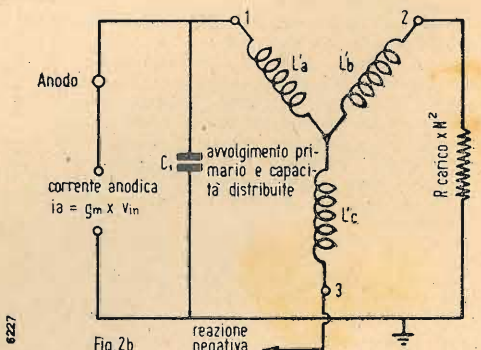 1
2
L'a
L'b
Anodo
C₁
avvolgimento pri-
mario e capaci-
tà distribuite
corrente anodica
ia = gm x vin
R carico x N²
L'c
3
6227
Fig 2b
reazione
negativa